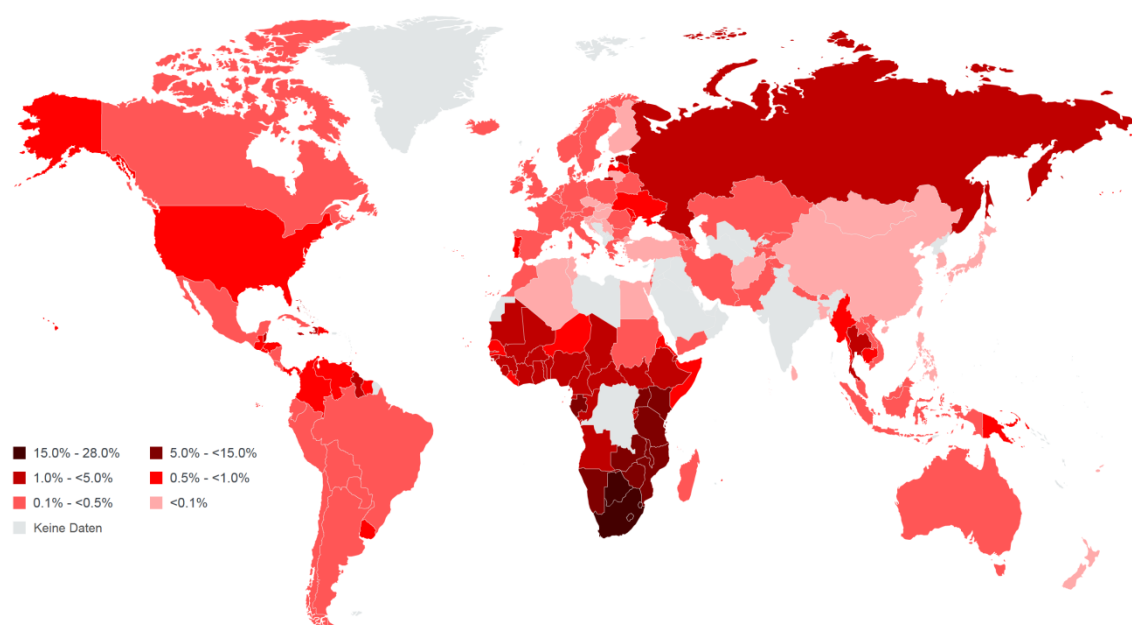 15.0% - 28.0% 5.0% - <15.0%
1.0% - <5.0% 0.5% - <1.0%
0.1% - <0.5% <0.1%
Keine Daten